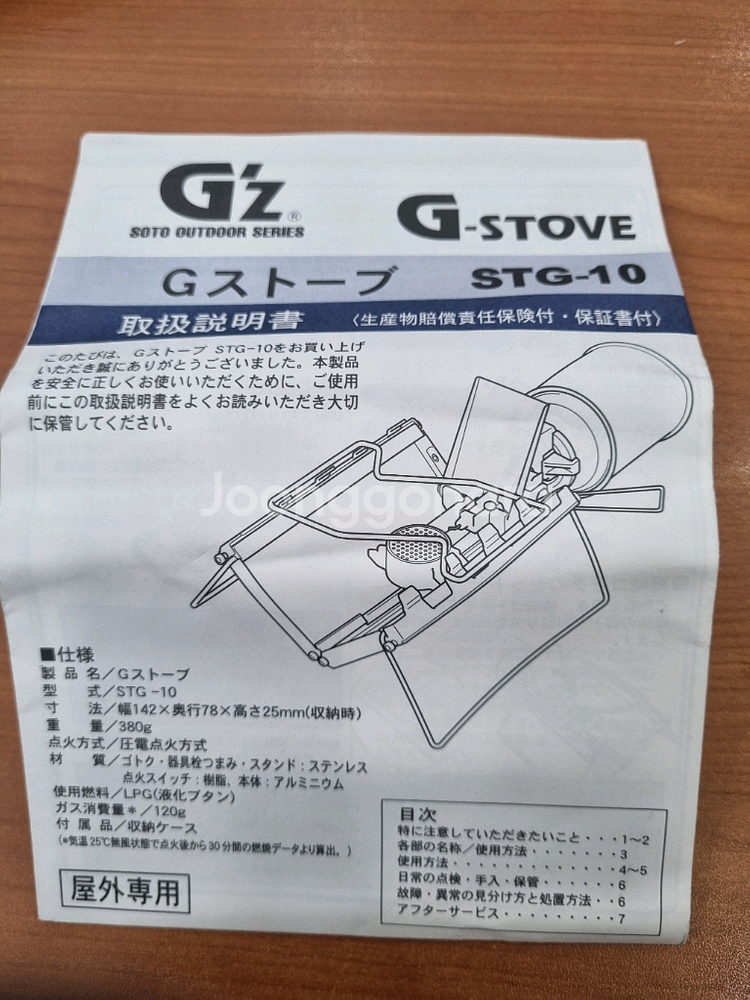 G'z®
SOTO OUTDOOR SERIES
G-STOVE
Gストーブ STG-10
取扱説明書 〈生産物賠償責任保険付・保証書付〉
このたびは、Gストーブ STG-10をお買い上げ
いただき誠にありがとうございました。本製品
を安全に正しくお使いいただくために、ご使用
前にこの取扱説明書をよくお読みいただき大切
に保管してください。
Joonggon
■仕様
製品名/Gストーブ
型式/STG-10
寸法/幅142×奥行78×高さ25mm(収納時)
重量/380g
点火方式/圧電点火方式
材質/ゴトク・器具栓つまみ・スタンド:ステンレス
点火スイッチ:樹脂、本体:アルミニウム
使用燃料/LPG(液化ブタン)
ガス消費量*/120g
付属品/収納ケース
(*気温25℃無風状態で点火後から30分間の燃焼データより算出。)
屋外専用
目次
特に注意していただきたいこと・・・1〜2
各部の名称/使用方法・・・・・・・3
使用方法・・・・・・・・・・・・4〜5
日常の点検・手入・保管・・・・・・6
故障・異常の見分け方と処置方法・・6
アフターサービス・・・・・・・・・7